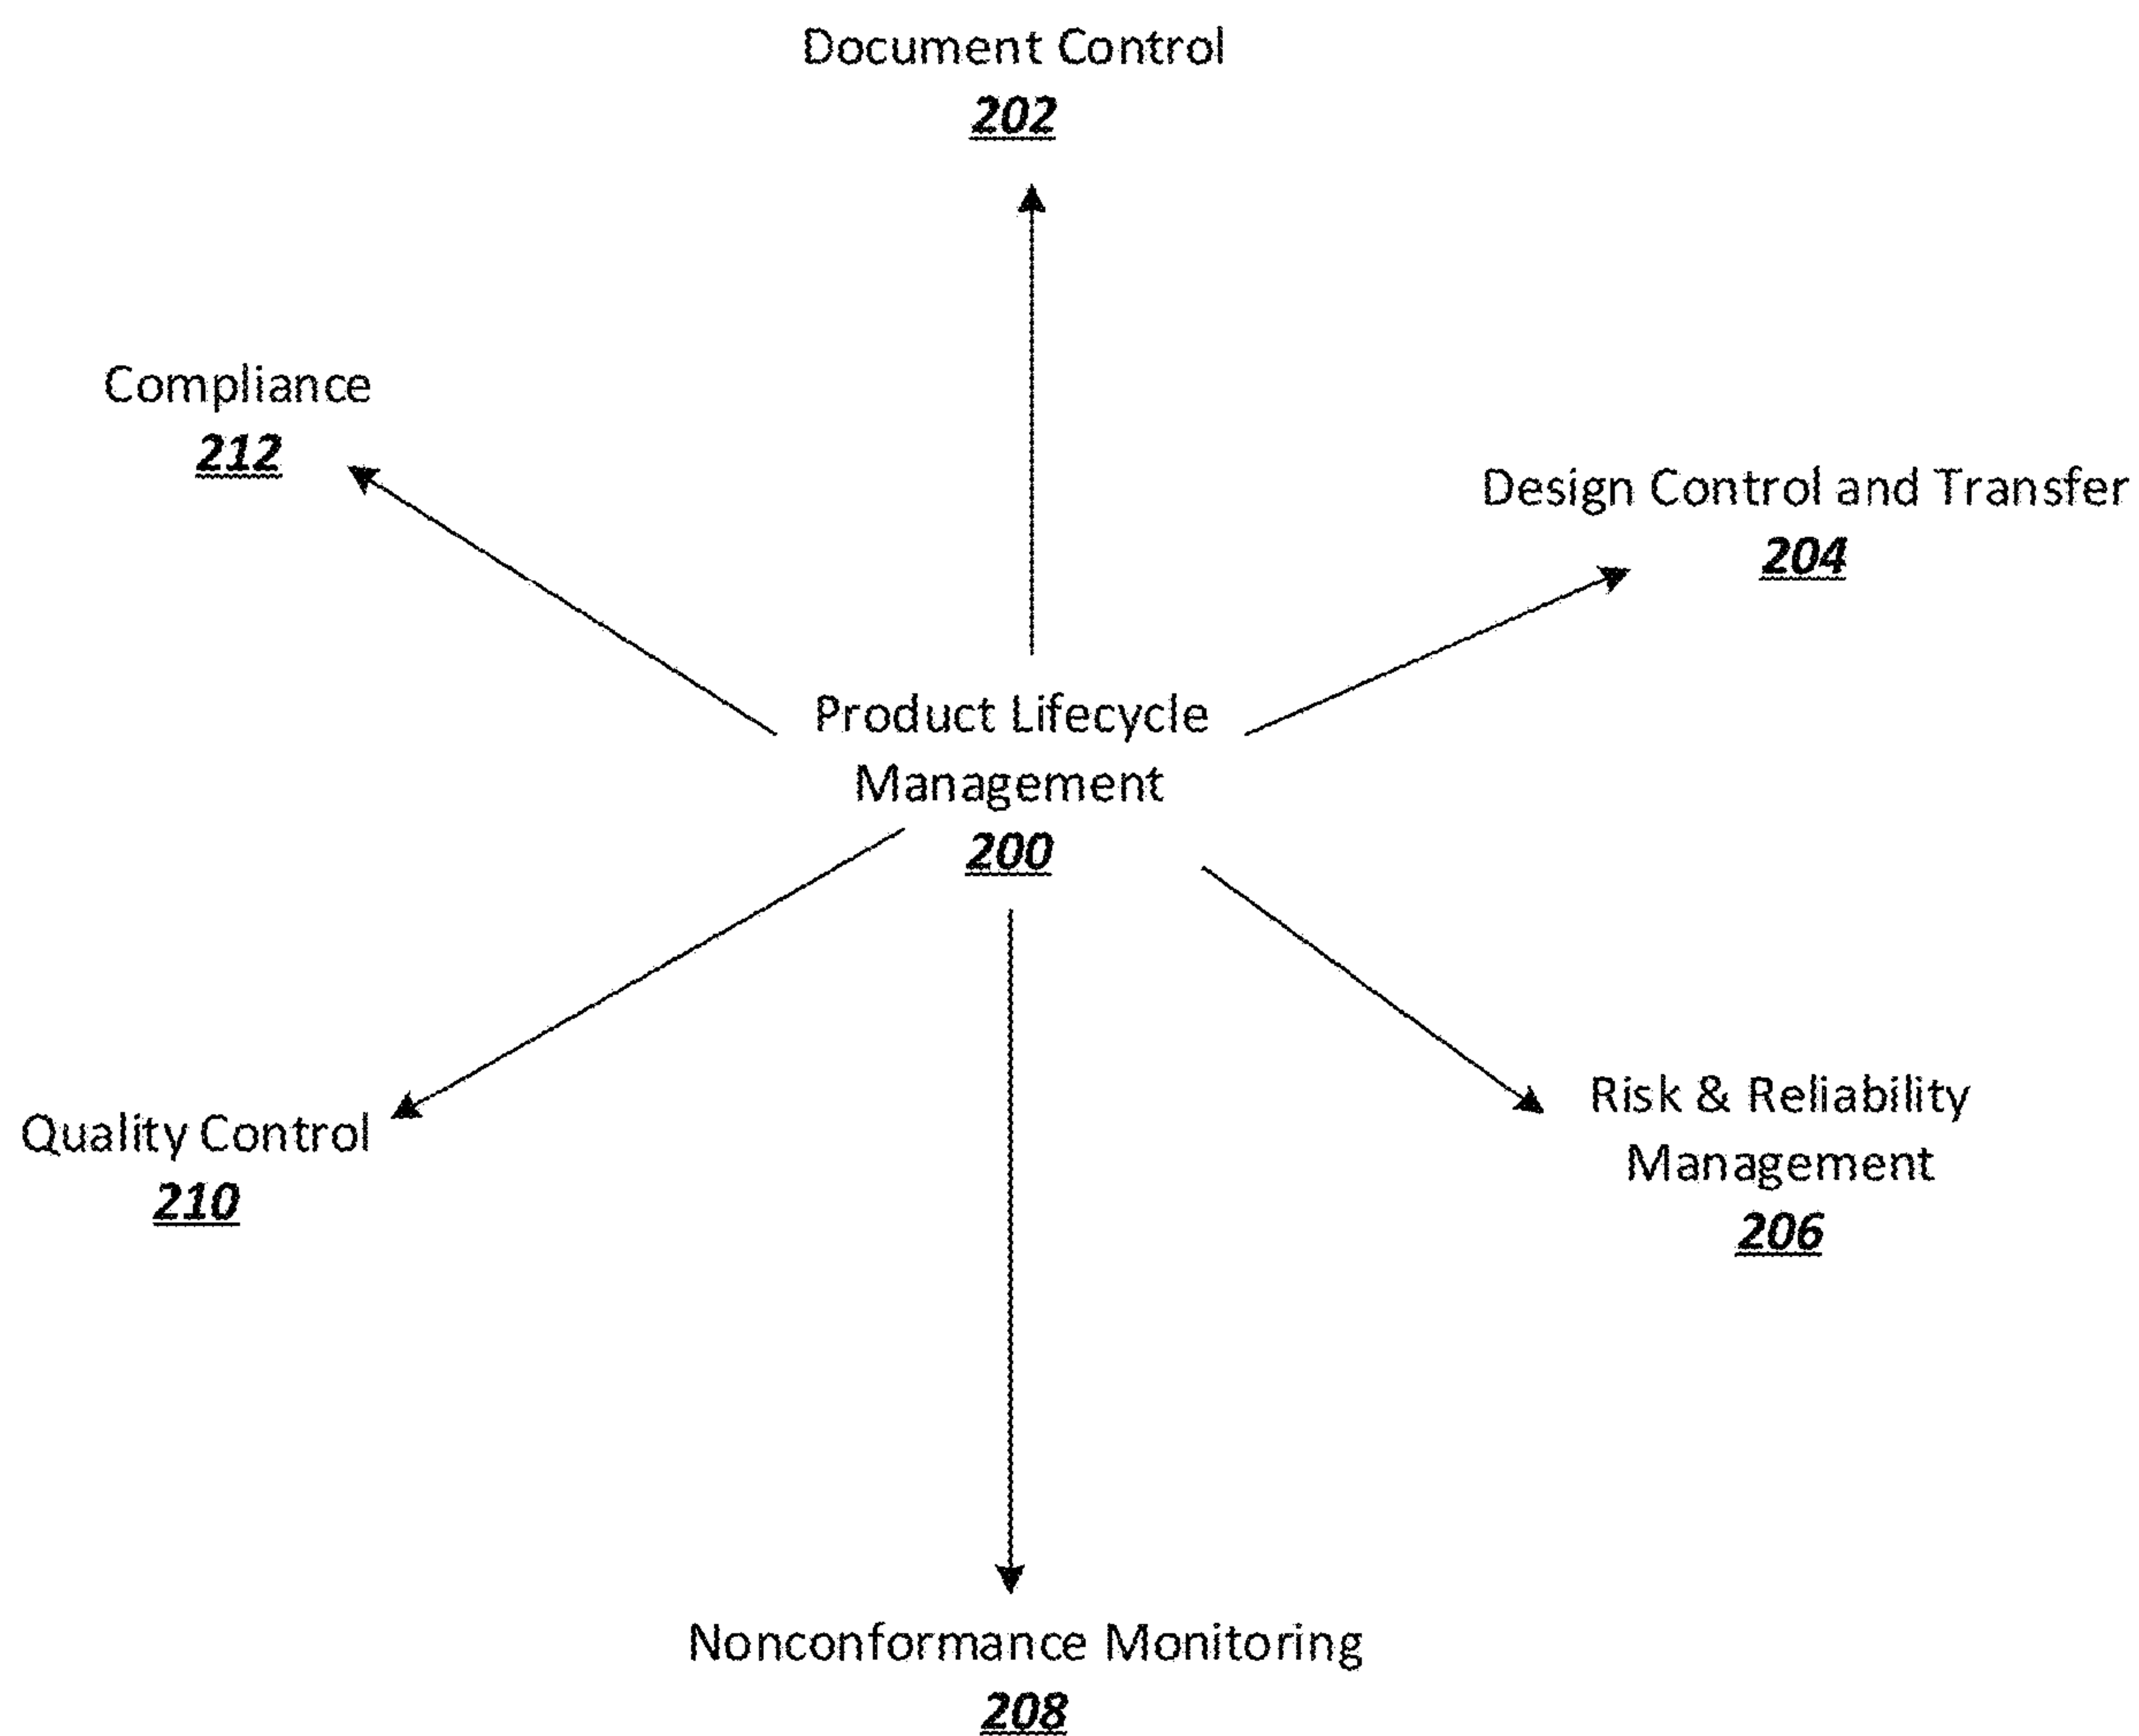 Document Control
202
Compliance
212
Design Control and Transfer
204
Product Lifecycle
Management
200
Risk & Reliability
Management
206
Quality Control
210
Nonconformance Monitoring
208